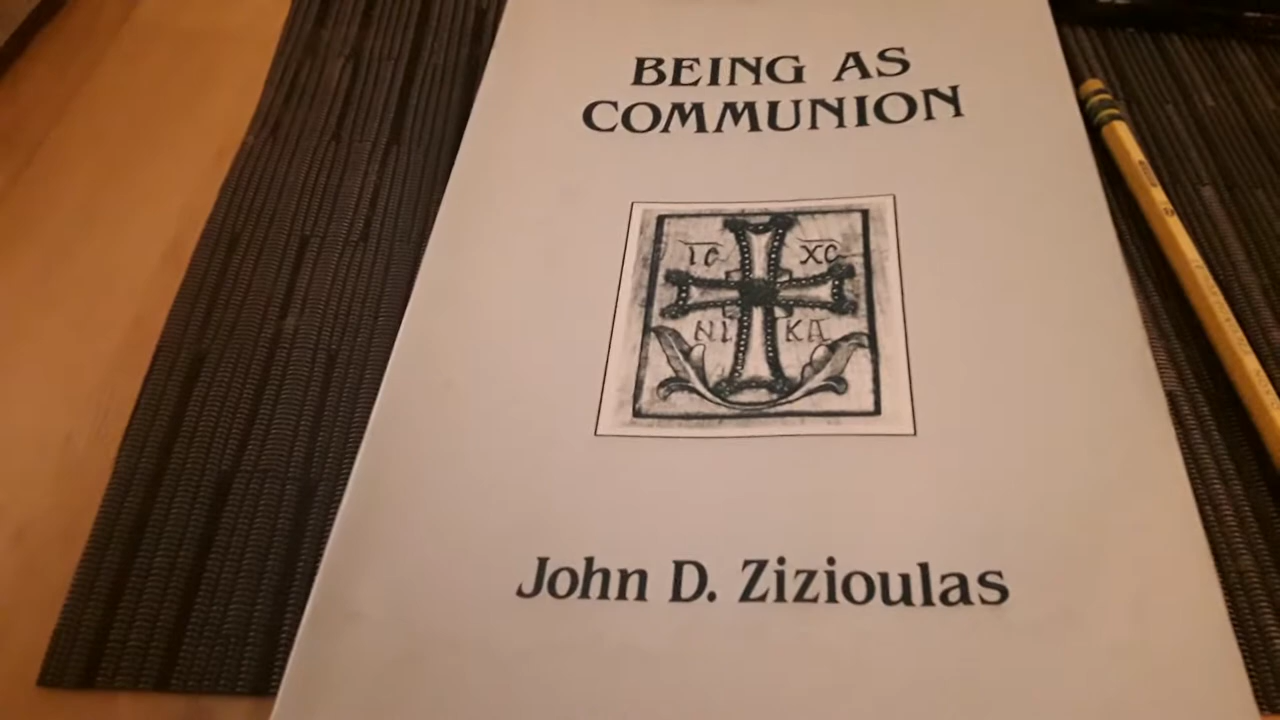 BEING AS
COMMUNION
IC XC
NI KA
John D. Zizioulas